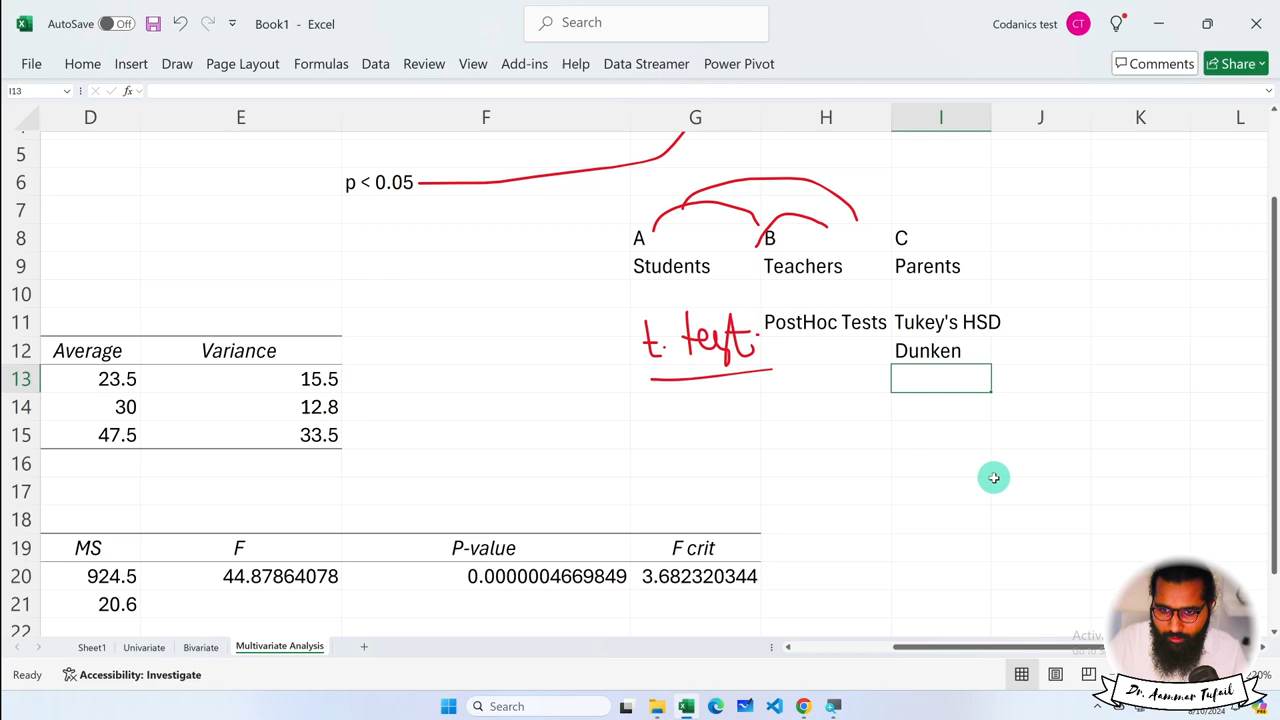 AutoSave Off Book1 - Excel Search Codanics test CT
File Home Insert Draw Page Layout Formulas Data Review View Add-ins Help Data Streamer Power Pivot Comments Share
I13 fx
D E F G H I J K L
5
6 p < 0.05
7
8 A B C
9 Students Teachers Parents
10
11 PostHoc Tests Tukey's HSD
t. test.
12 Average Variance Dunken
13 23.5 15.5
14 30 12.8
15 47.5 33.5
16
17
18
19 MS F P-value F crit
20 924.5 44.87864078 0.0000004669849 3.682320344
21 20.6
22
Sheet1 Univariate Bivariate Multivariate Analysis
Ready Accessibility: Investigate
Dr. Aammar Tufail
Search
8/10/2024